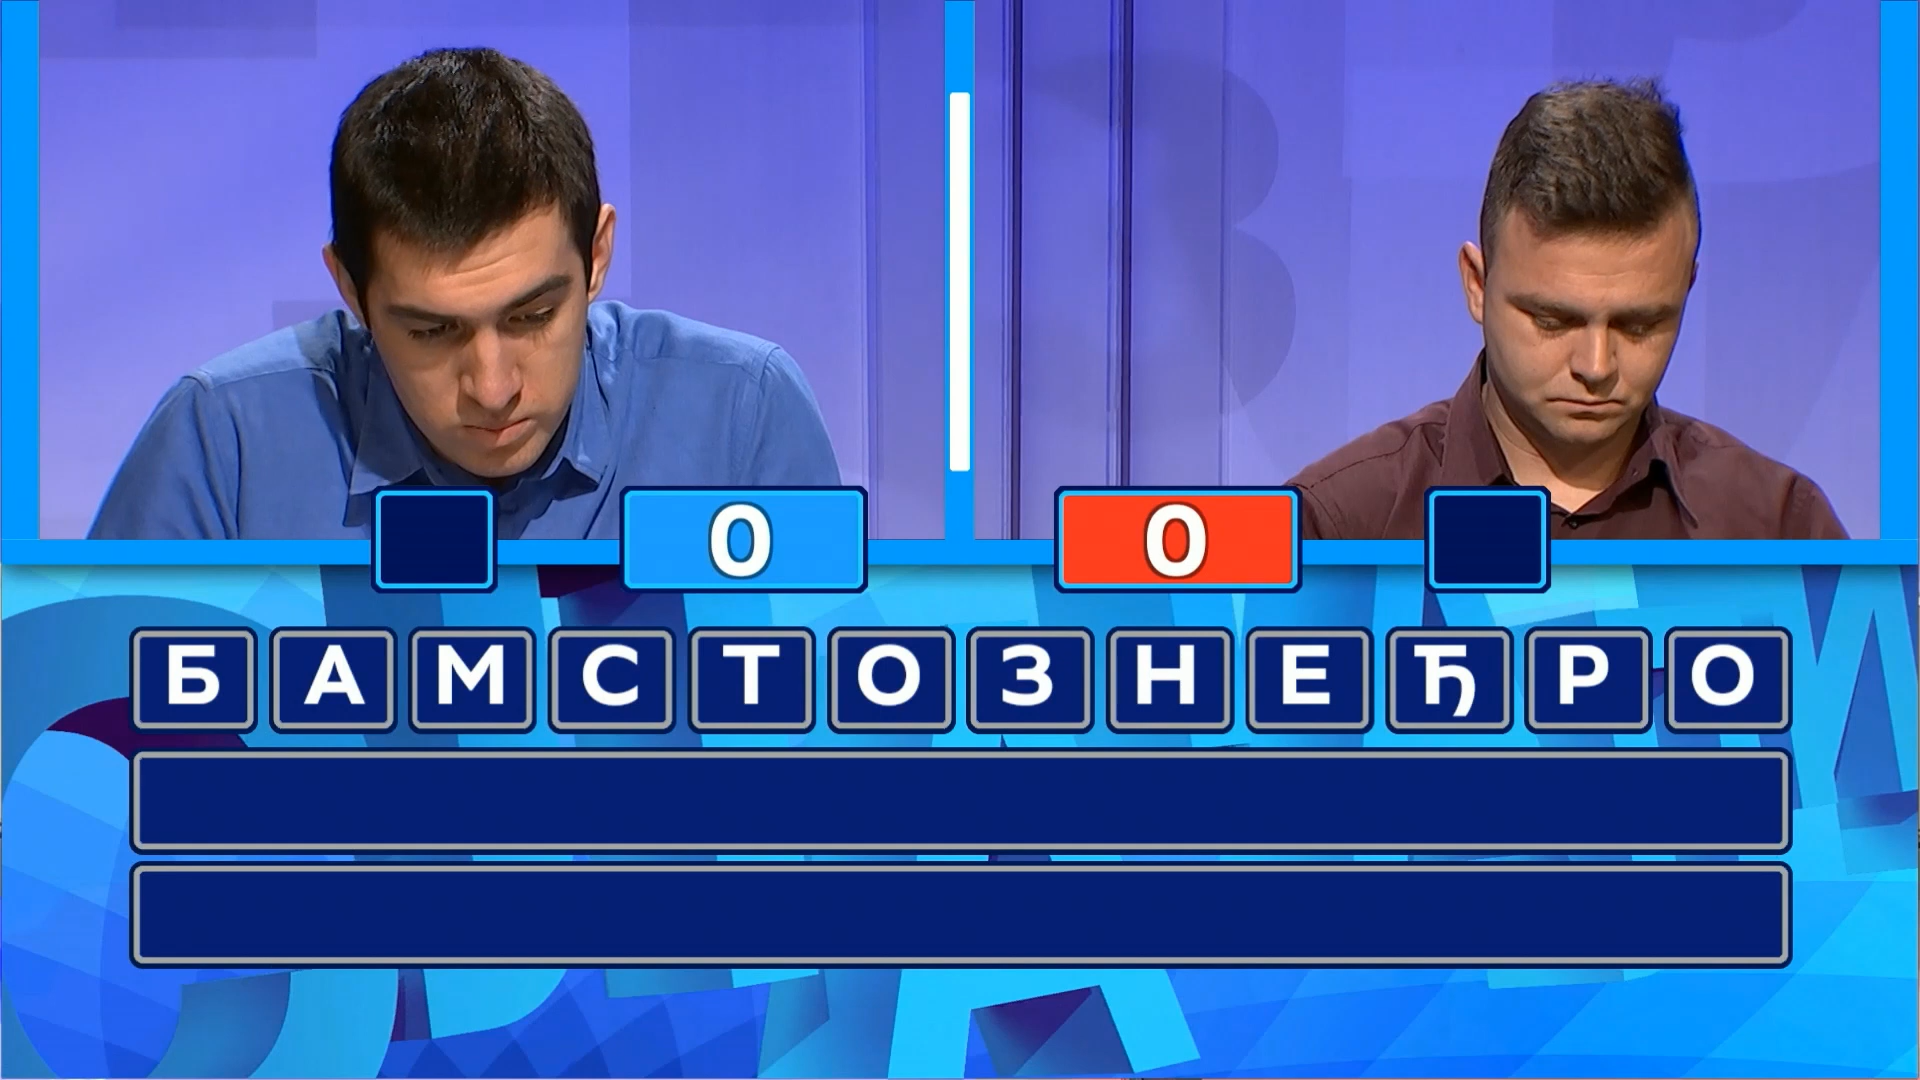 0 0
Б А М С Т О З Н Е Ђ Р О